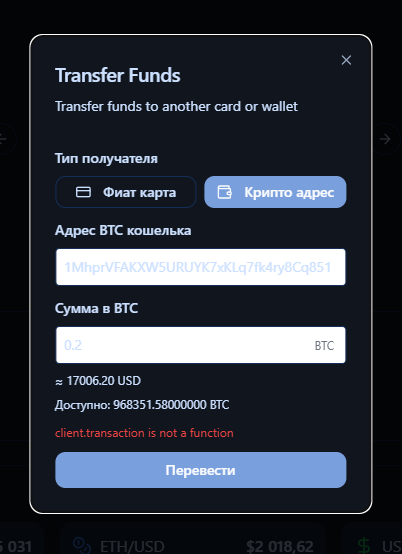 Transfer Funds
Transfer funds to another card or wallet
Тип получателя
Фиат карта
Крипто адрес
Адрес BTC кошелька
1MhprVFAKXW5URUYK7xKLq7fk4ry8Cq851
Сумма в BTC
0.2 BTC
≈ 17006.20 USD
Доступно: 968351.58000000 BTC
client.transaction is not a function
Перевести
5 031
ETH/USD
$2 018,62